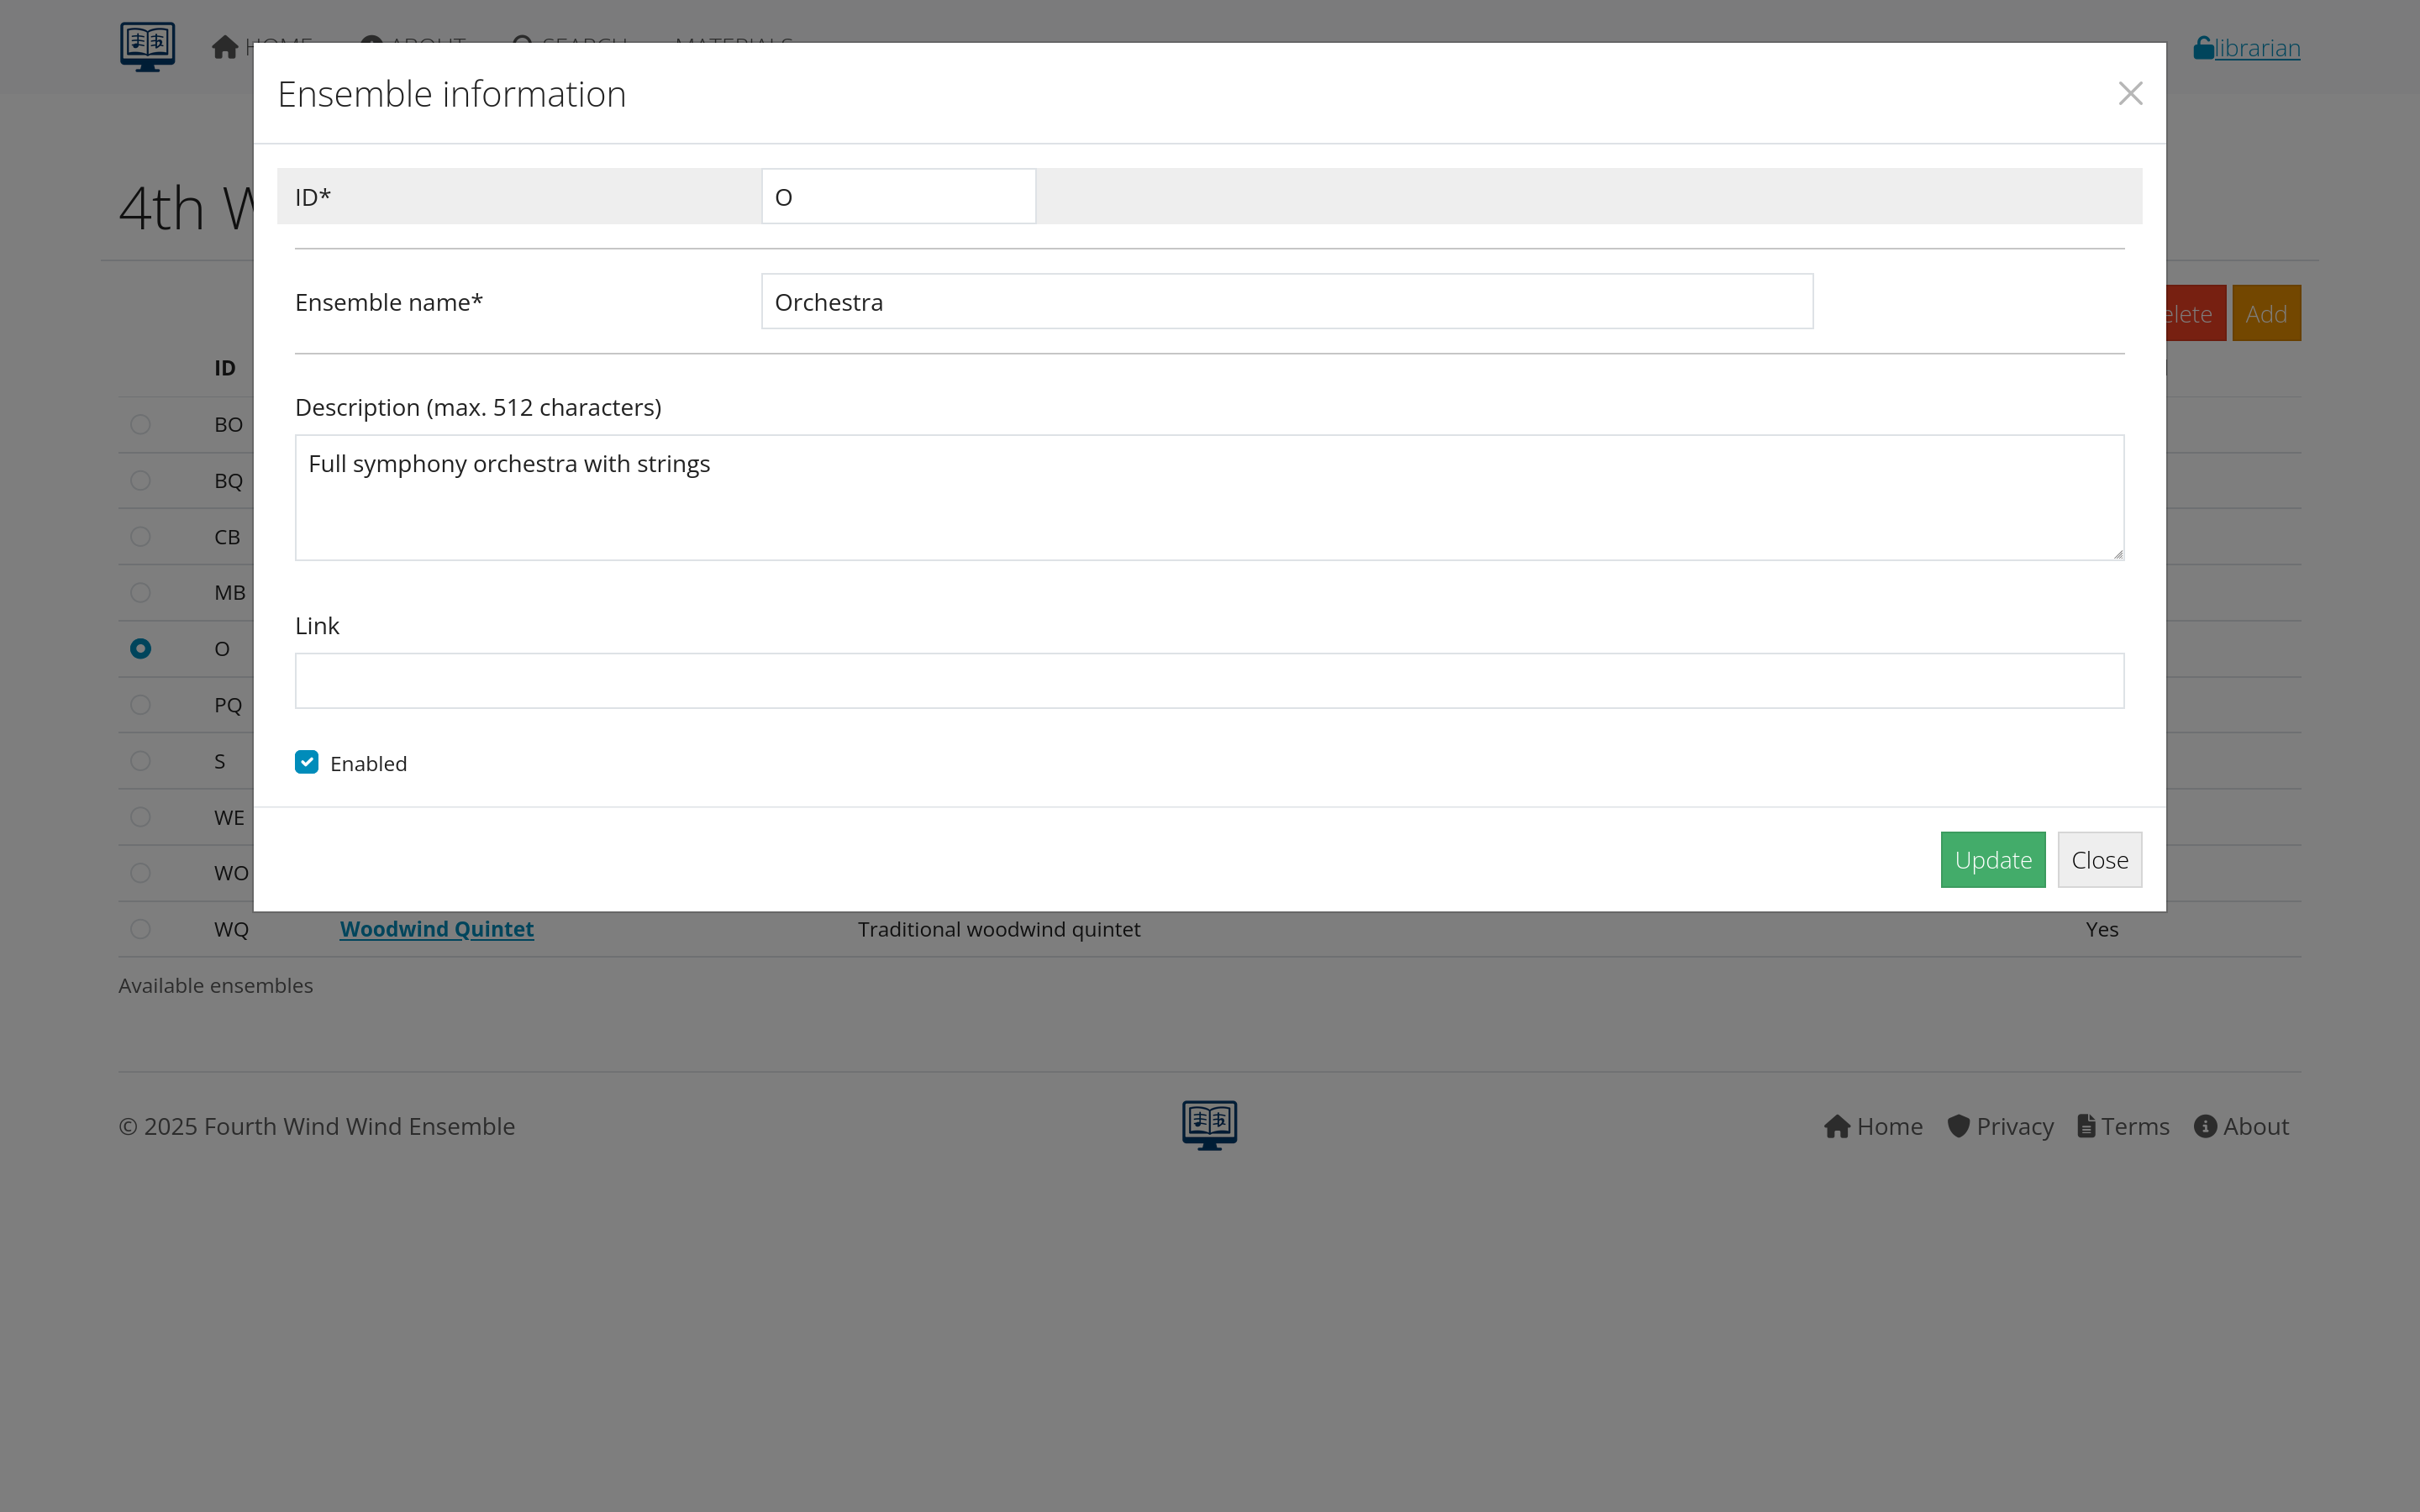 librarian
Ensemble information
4th
ID* O
Ensemble name* Orchestra
Add
ID
Description (max. 512 characters)
BO
Full symphony orchestra with strings
BQ
CB
MB
Link
O
PQ
S
Enabled
WE
Update Close
WO
WQ Woodwind Quintet Traditional woodwind quintet Yes
Available ensembles
© 2025 Fourth Wind Wind Ensemble Home Privacy Terms About